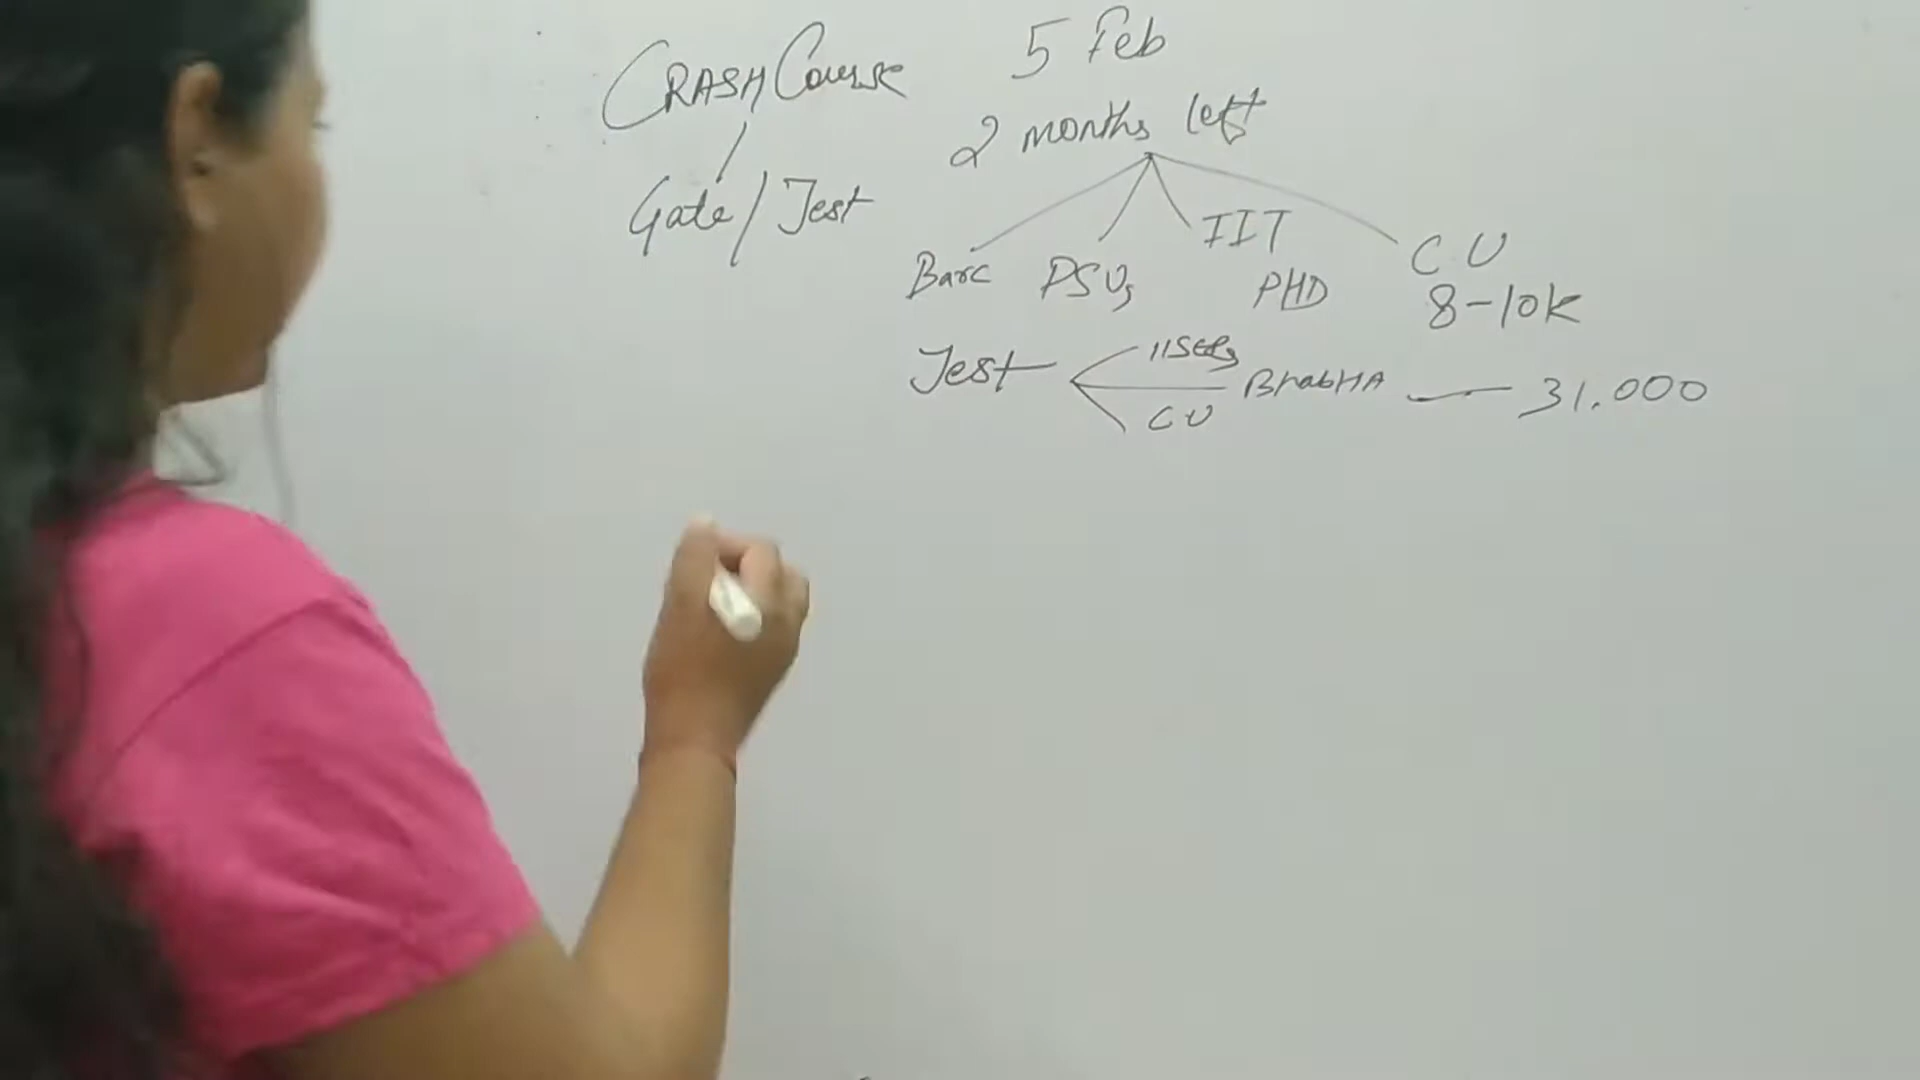 CRASH Course
Gate / Jest
5 Feb
2 months left
Barc PSUs IIT PHD CU 8-10k
Jest IISERs
BhabHA — 31.000
CU